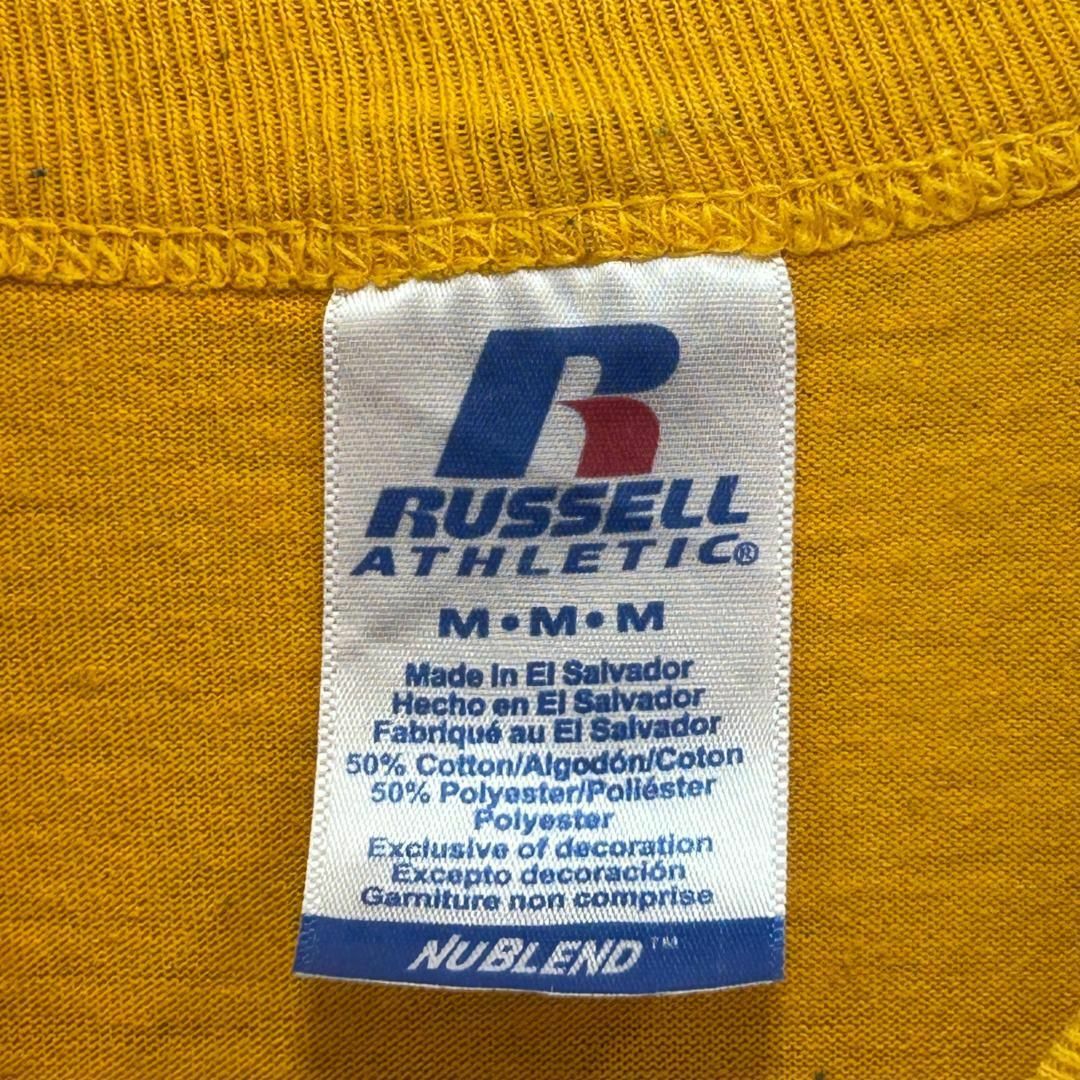 R
RUSSELL
ATHLETIC®
M•M•M
Made in El Salvador
Hecho en El Salvador
Fabriqué au El Salvador
50% Cotton/Algodón/Coton
50% Polyester/Poliéster
Polyester
Exclusive of decoration
Excepto decoración
Garniture non comprise
NUBLEND™